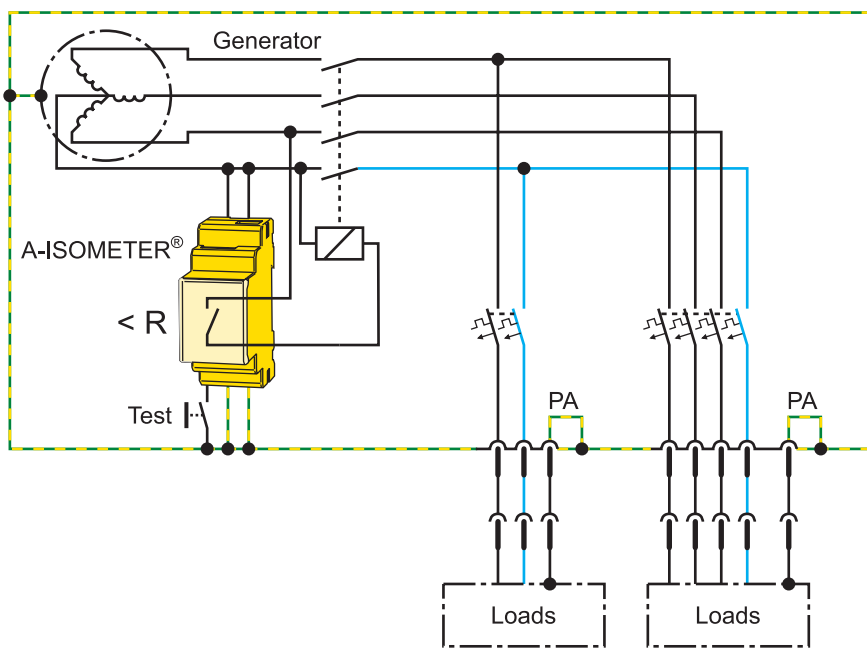 Generator
A-ISOMETER®
< R
Test
PA
PA
Loads
Loads